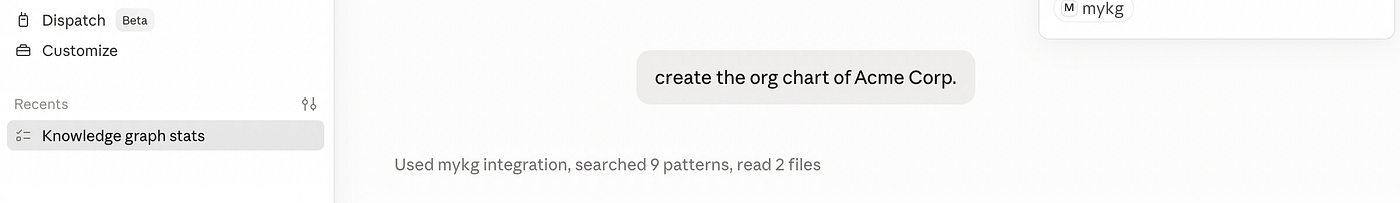 Dispatch Beta
Customize
Recents
Knowledge graph stats
M mykg
create the org chart of Acme Corp.
Used mykg integration, searched 9 patterns, read 2 files